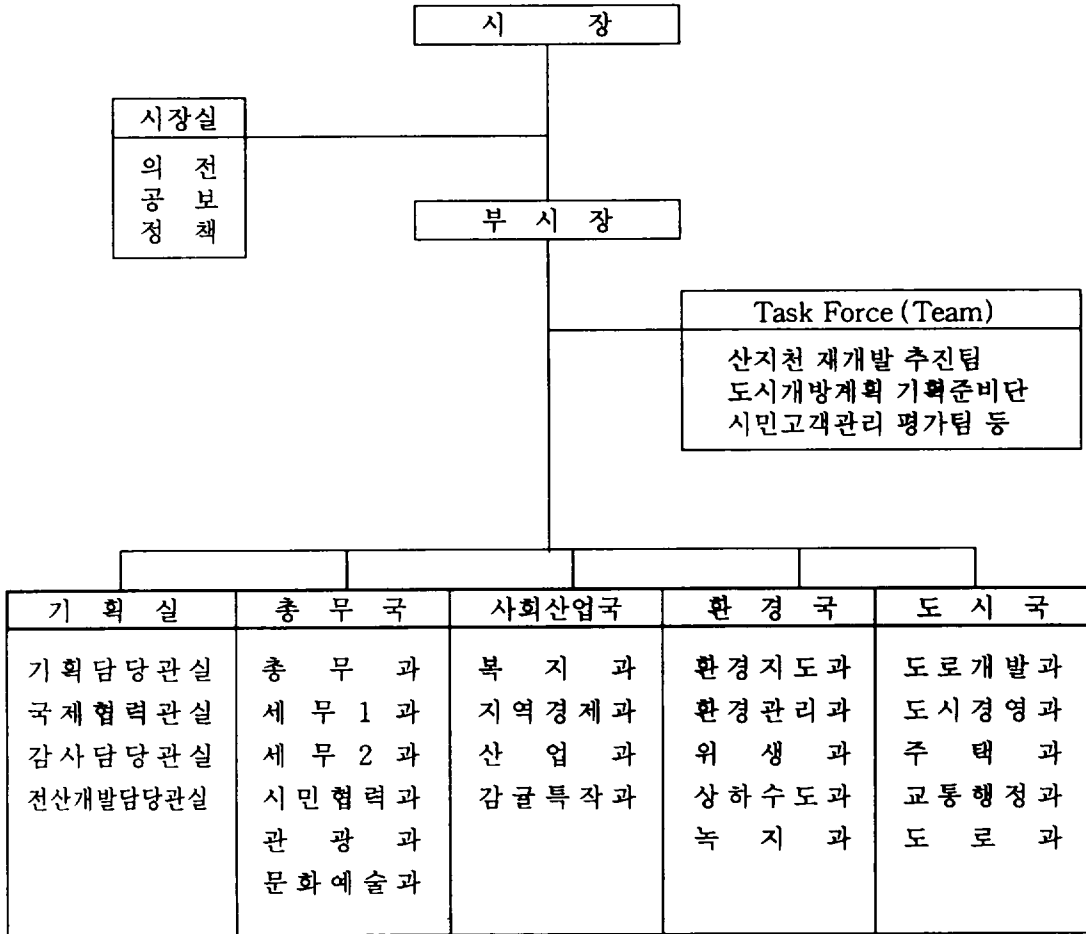 시 장
시장실
의 전
공 보
정 책
부 시 장
Task Force (Team)
산지천 재개발 추진팀
도시개방계획 기획준비단
시민고객관리 평가팀 등
기 획 실
기획담당관실
국제협력관실
감사담당관실
전산개발담당관실
총 무 국
총 무 과
세 무 1 과
세 무 2 과
시민협력과
관 광 과
문화예술과
사회산업국
복 지 과
지역경제과
산 업 과
감귤특작과
환 경 국
환경지도과
환경관리과
위 생 과
상하수도과
녹 지 과
도 시 국
도로개발과
도시경영과
주 택 과
교통행정과
도 로 과